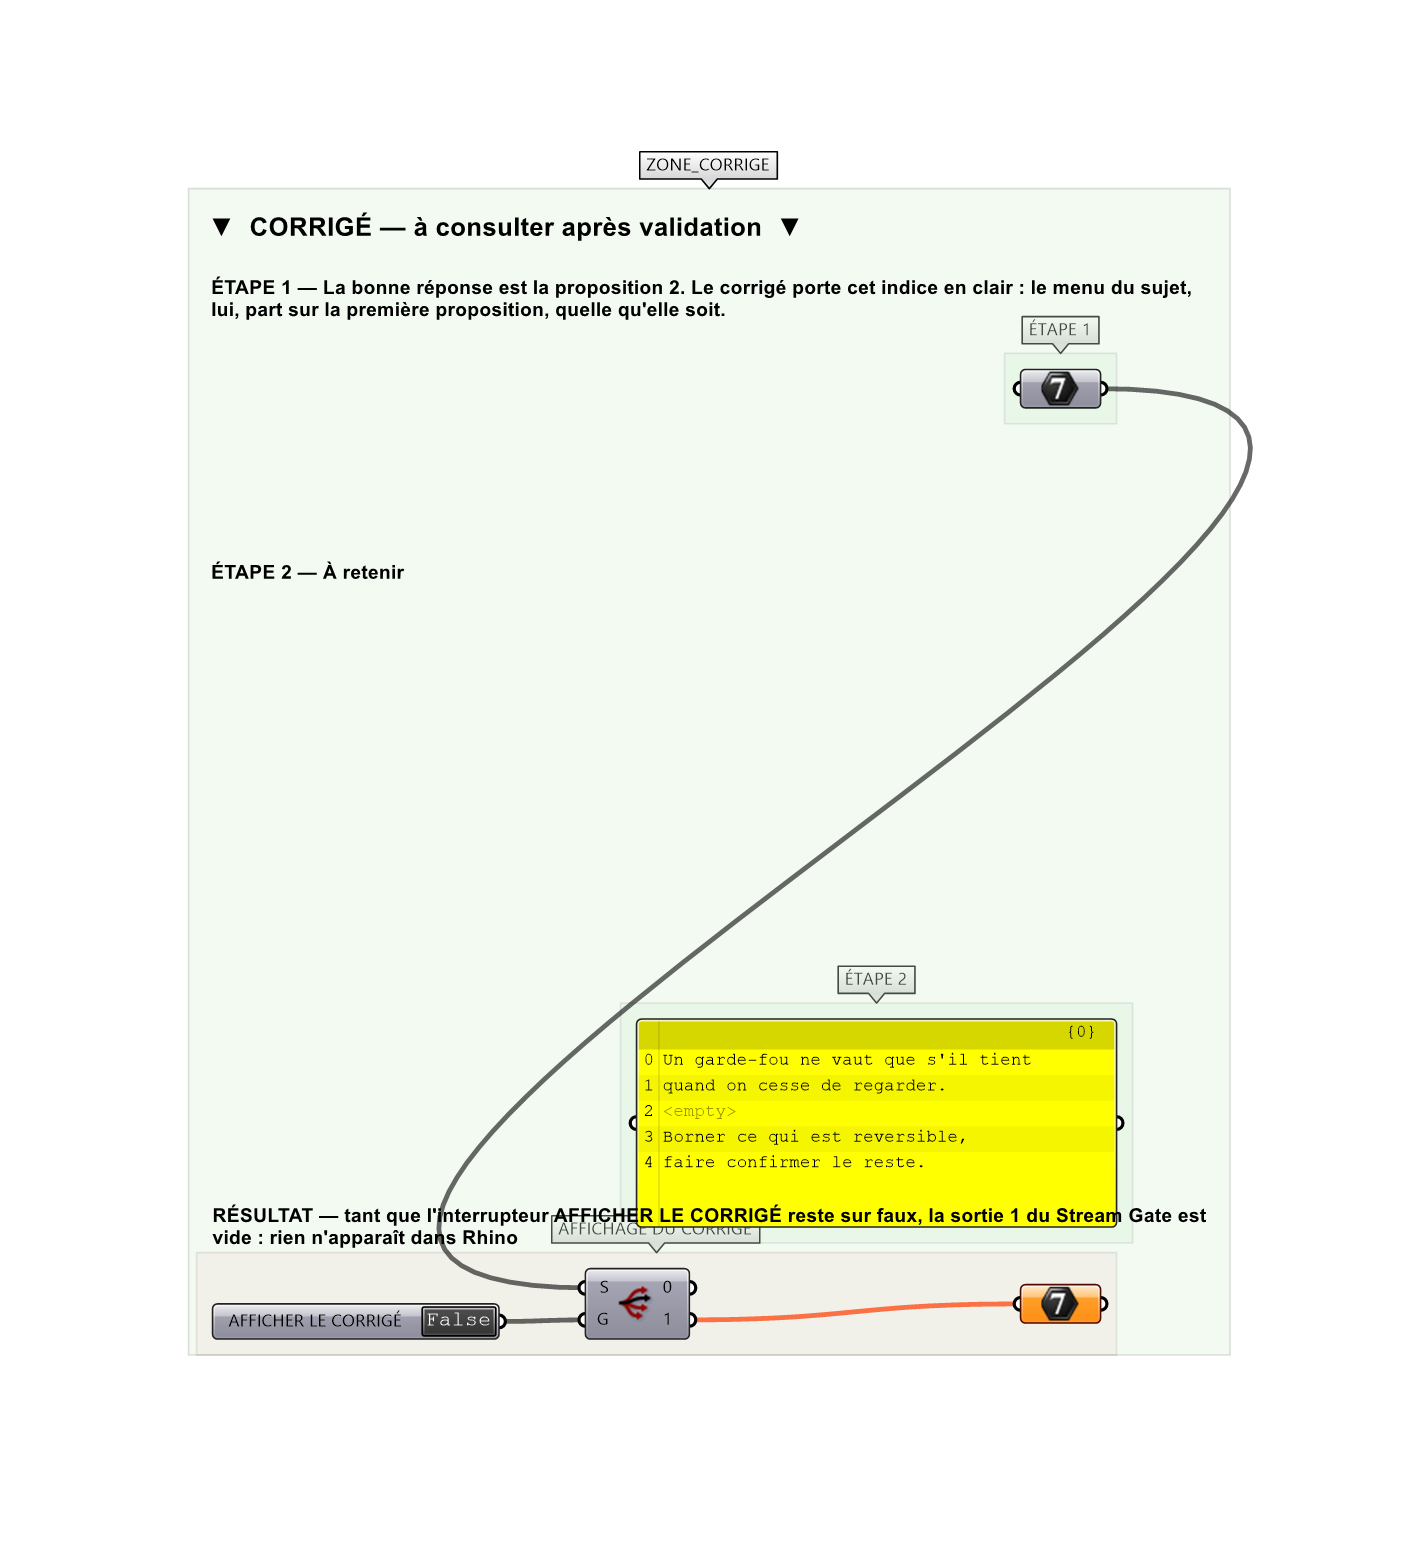 ZONE_CORRIGE
▼ CORRIGÉ — à consulter après validation ▼
ÉTAPE 1 — La bonne réponse est la proposition 2. Le corrigé porte cet indice en clair : le menu du sujet,
lui, part sur la première proposition, quelle qu'elle soit.
ÉTAPE 1
7
ÉTAPE 2 — À retenir
ÉTAPE 2
{0}
0 Un garde-fou ne vaut que s'il tient
1 quand on cesse de regarder.
2 <empty>
3 Borner ce qui est reversible,
4 faire confirmer le reste.
RÉSULTAT — tant que l'interrupteur AFFICHER LE CORRIGÉ reste sur faux, la sortie 1 du Stream Gate est
vide : rien n'apparaît dans Rhino
AFFICHAGE DU CORRIGÉ
S 0
G 1
AFFICHER LE CORRIGÉ False
7